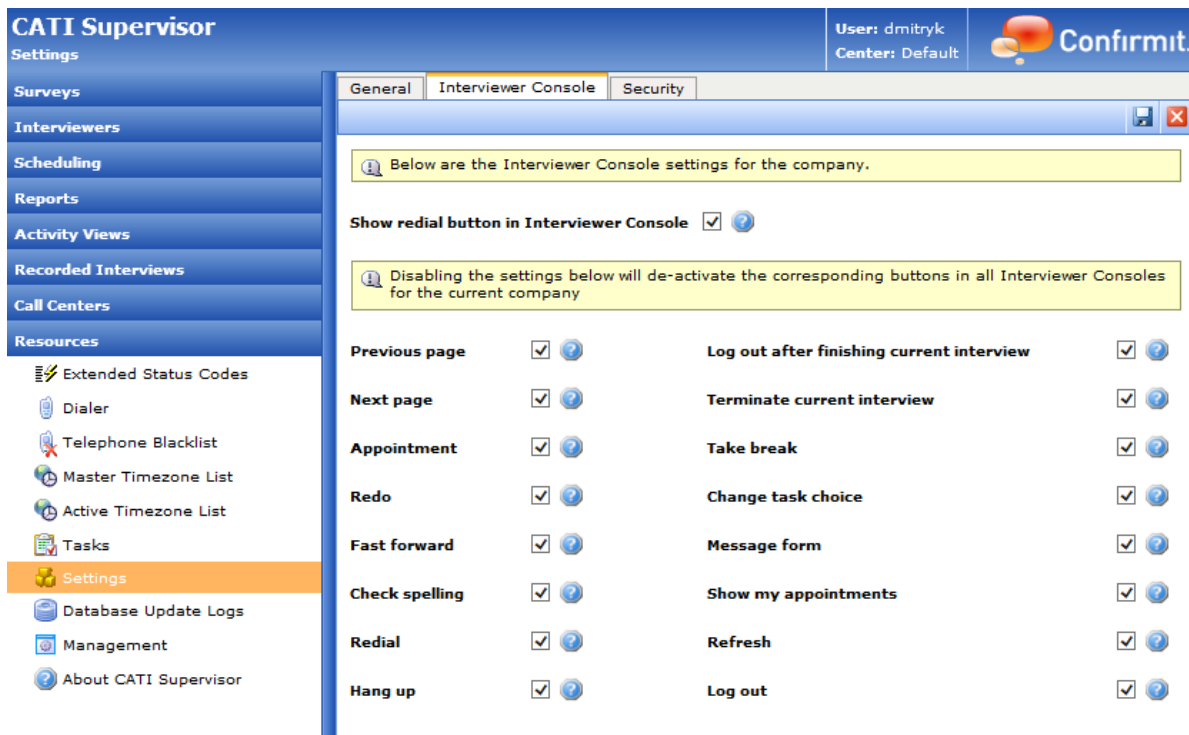 CATI Supervisor
Settings
User: dmitryk
Center: Default
Confirmit.
Surveys
Interviewers
Scheduling
Reports
Activity Views
Recorded Interviews
Call Centers
Resources
Extended Status Codes
Dialer
Telephone Blacklist
Master Timezone List
Active Timezone List
Tasks
Settings
Database Update Logs
Management
About CATI Supervisor
General
Interviewer Console
Security
Below are the Interviewer Console settings for the company.
Show redial button in Interviewer Console
Disabling the settings below will de-activate the corresponding buttons in all Interviewer Consoles
for the current company
Previous page
Log out after finishing current interview
Next page
Terminate current interview
Appointment
Take break
Redo
Change task choice
Fast forward
Message form
Check spelling
Show my appointments
Redial
Refresh
Hang up
Log out